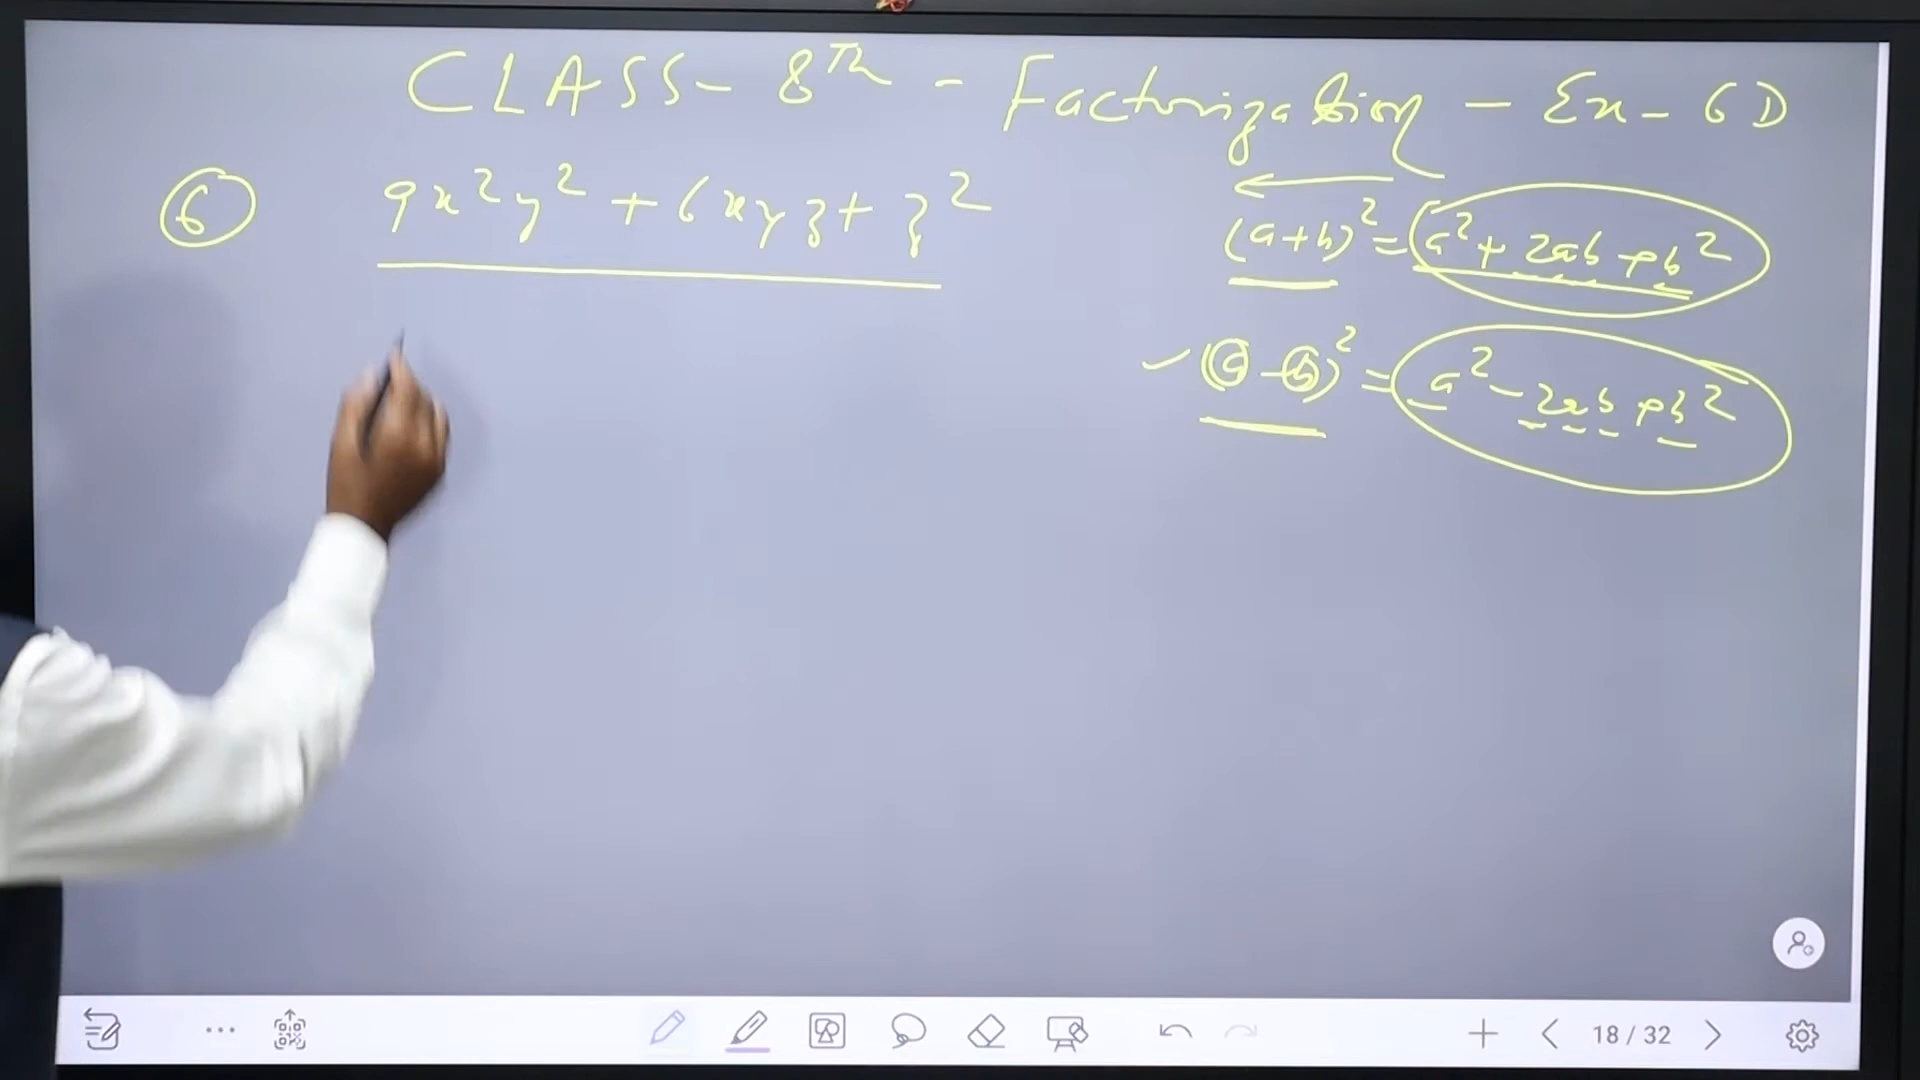 CLASS - 8Th - Factorization - Ex - 6D
6 9x²y² + 6xyz + z²
(a+b)² = a² + 2ab + b²
(a-b)² = a² - 2ab + b²
18 / 32